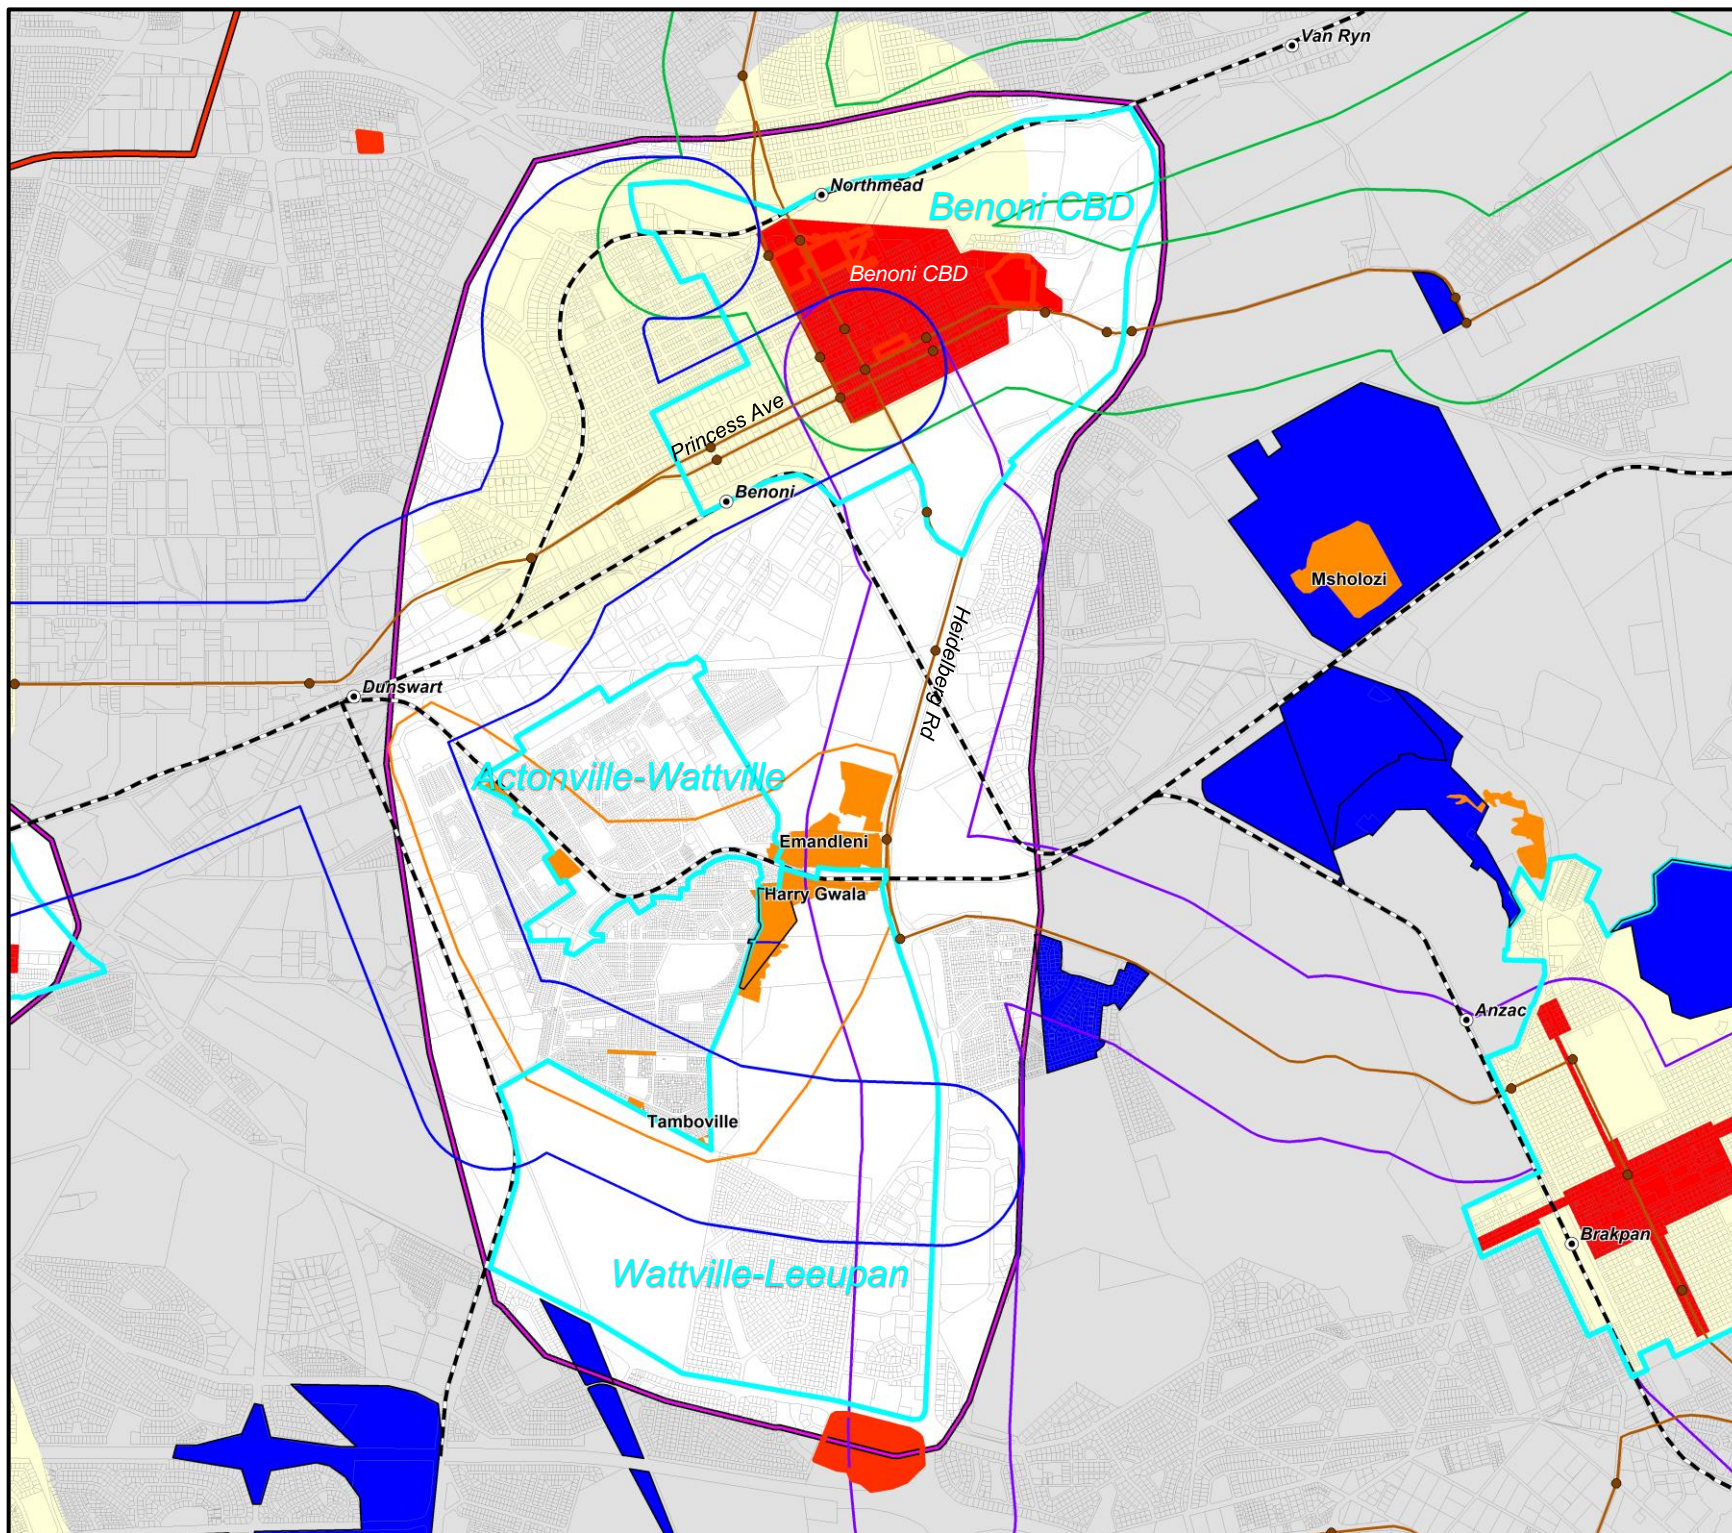 Van Ryn
Northmead
Benoni CBD
Benoni CBD
Princess Ave
Benoni
Msholozi
Heidelberg Rd
Dunswart
Actonville-Wattville
Emandleni
Harry Gwala
Anzac
Tamboville
Brakpan
Wattville-Leeupan